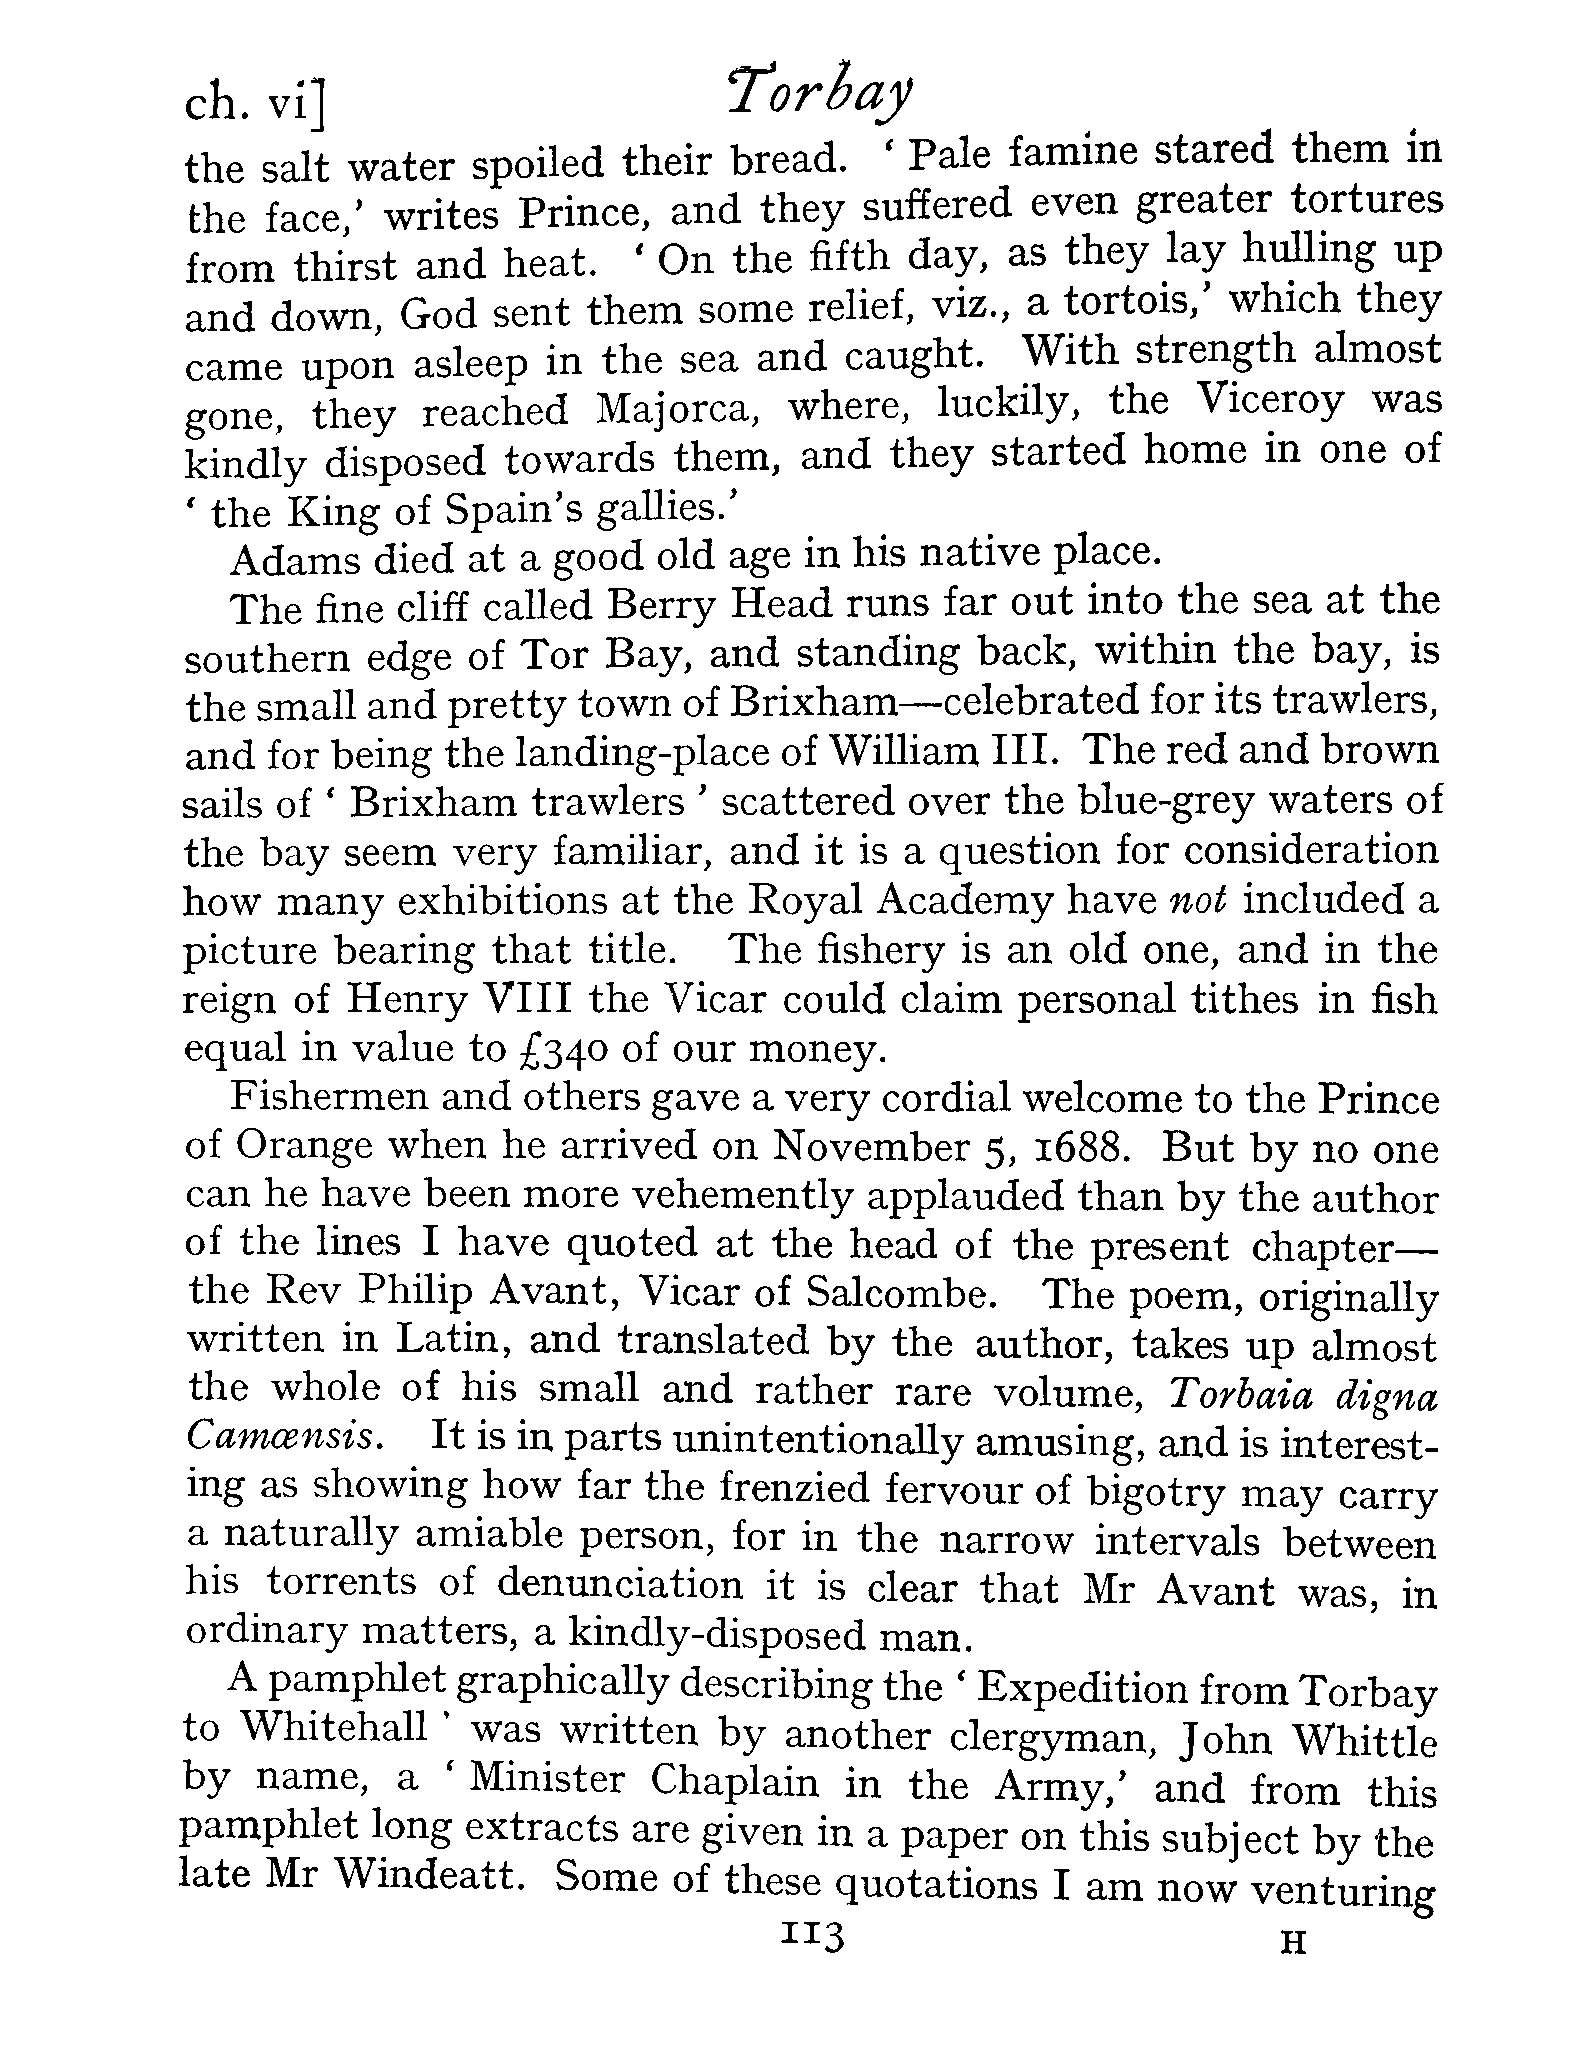 ch. vi] Torbay
the salt water spoiled their bread. ‘ Pale famine stared them in
the face,’ writes Prince, and they suffered even greater tortures
from thirst and heat. ‘ On the fifth day, as they lay hulling up
and down, God sent them some relief, viz., a tortois,’ which they
came upon asleep in the sea and caught. With strength almost
gone, they reached Majorca, where, luckily, the Viceroy was
kindly disposed towards them, and they started home in one of
‘ the King of Spain’s gallies.’
Adams died at a good old age in his native place.
The fine cliff called Berry Head runs far out into the sea at the
southern edge of Tor Bay, and standing back, within the bay, is
the small and pretty town of Brixham—celebrated for its trawlers,
and for being the landing-place of William III. The red and brown
sails of ‘ Brixham trawlers ’ scattered over the blue-grey waters of
the bay seem very familiar, and it is a question for consideration
how many exhibitions at the Royal Academy have not included a
picture bearing that title. The fishery is an old one, and in the
reign of Henry VIII the Vicar could claim personal tithes in fish
equal in value to £340 of our money.
Fishermen and others gave a very cordial welcome to the Prince
of Orange when he arrived on November 5, 1688. But by no one
can he have been more vehemently applauded than by the author
of the lines I have quoted at the head of the present chapter—
the Rev Philip Avant, Vicar of Salcombe. The poem, originally
written in Latin, and translated by the author, takes up almost
the whole of his small and rather rare volume, Torbaia digna
Camœnsis. It is in parts unintentionally amusing, and is interest-
ing as showing how far the frenzied fervour of bigotry may carry
a naturally amiable person, for in the narrow intervals between
his torrents of denunciation it is clear that Mr Avant was, in
ordinary matters, a kindly-disposed man.
A pamphlet graphically describing the ‘ Expedition from Torbay
to Whitehall ’ was written by another clergyman, John Whittle
by name, a ‘ Minister Chaplain in the Army,’ and from this
pamphlet long extracts are given in a paper on this subject by the
late Mr Windeatt. Some of these quotations I am now venturing
113 H